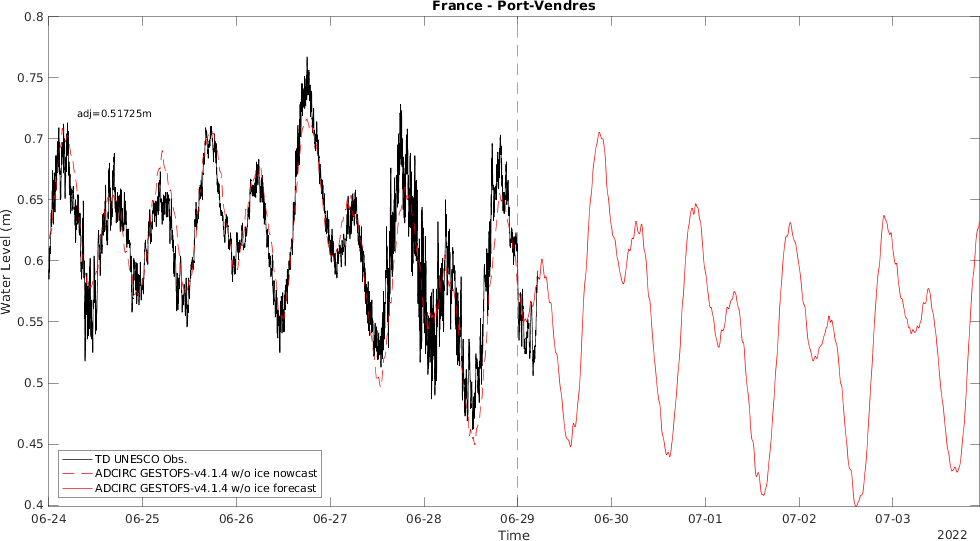 France - Port-Vendres
0.8
0.75
0.7
0.65
0.6
0.55
0.5
0.45
0.4
Water Level (m)
adj=0.51725m
TD UNESCO Obs.
ADCIRC GESTOFS-v4.1.4 w/o ice nowcast
ADCIRC GESTOFS-v4.1.4 w/o ice forecast
06-24 06-25 06-26 06-27 06-28 06-29 06-30 07-01 07-02 07-03
Time
2022